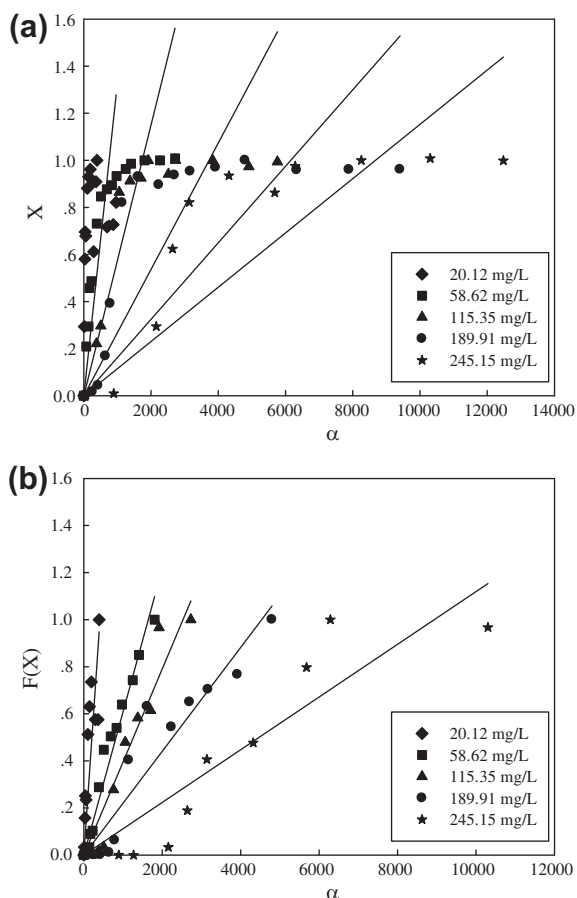 (a)
1.6
1.4
1.2
1.0
.8
.6
.4
.2
0.0
X
20.12 mg/L
58.62 mg/L
115.35 mg/L
189.91 mg/L
245.15 mg/L
0 2000 4000 6000 8000 10000 12000 14000
α
(b)
1.6
1.4
1.2
1.0
.8
.6
.4
.2
0.0
F(X)
20.12 mg/L
58.62 mg/L
115.35 mg/L
189.91 mg/L
245.15 mg/L
0 2000 4000 6000 8000 10000 12000
α